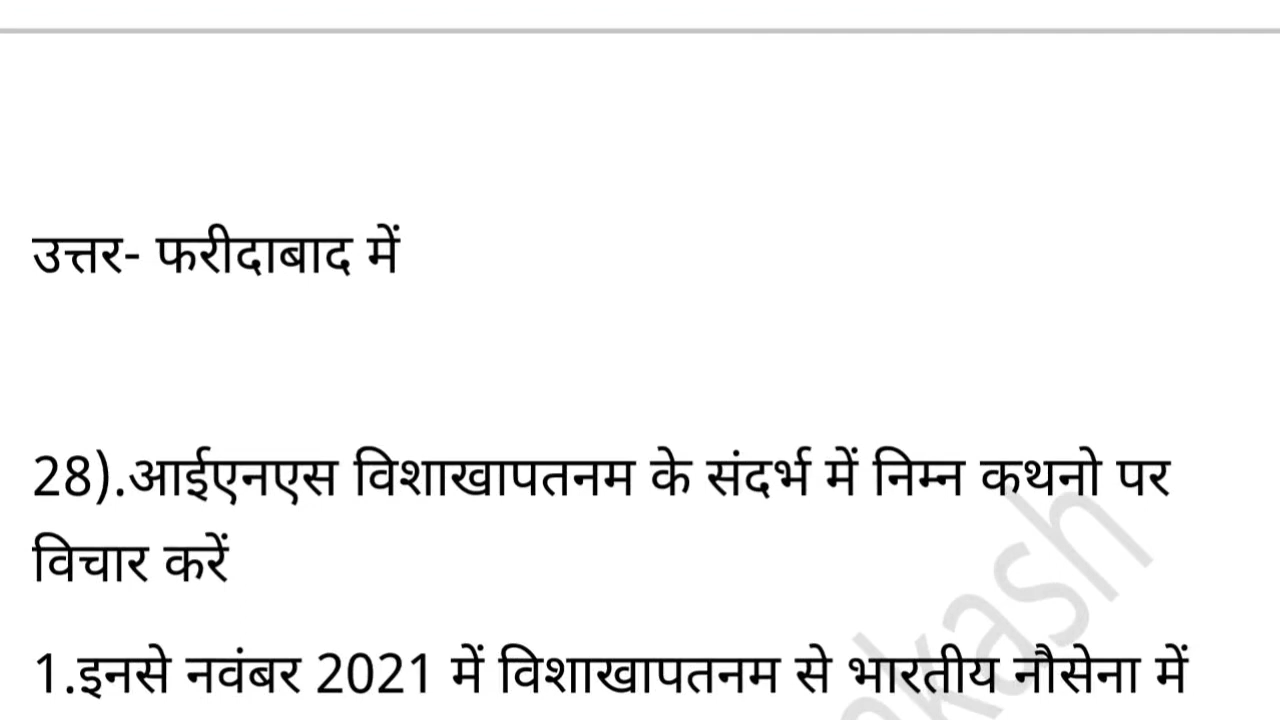 उत्तर- फरीदाबाद में
28).आईएनएस विशाखापतनम के संदर्भ में निम्न कथनो पर
विचार करें
1.इनसे नवंबर 2021 में विशाखापतनम से भारतीय नौसेना में